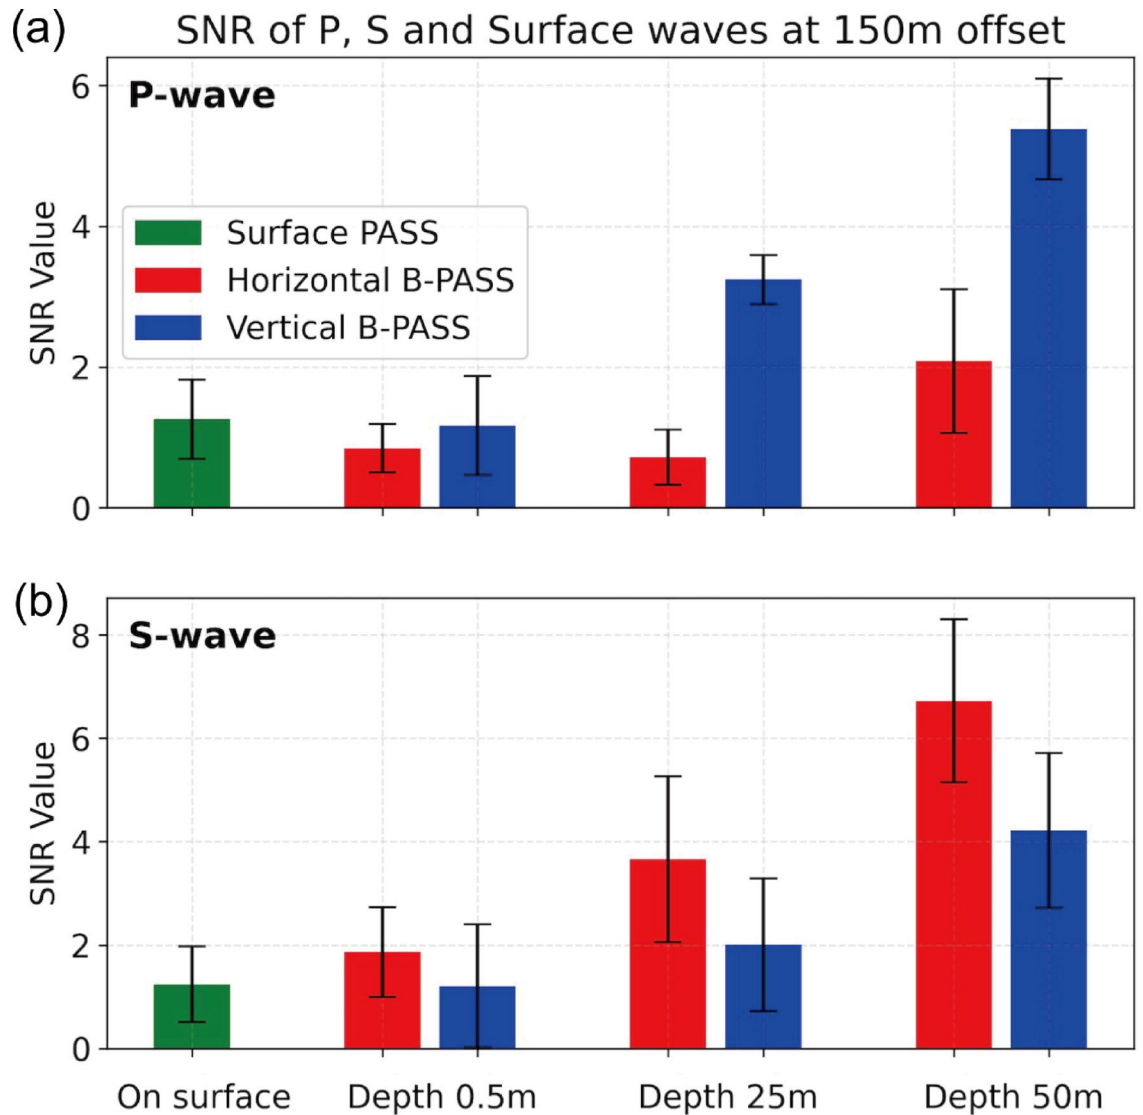 (a)
SNR of P, S and Surface waves at 150m offset
P-wave
6
4
2
0
SNR Value
Surface PASS
Horizontal B-PASS
Vertical B-PASS
(b)
S-wave
8
6
4
2
0
SNR Value
On surface Depth 0.5m Depth 25m Depth 50m